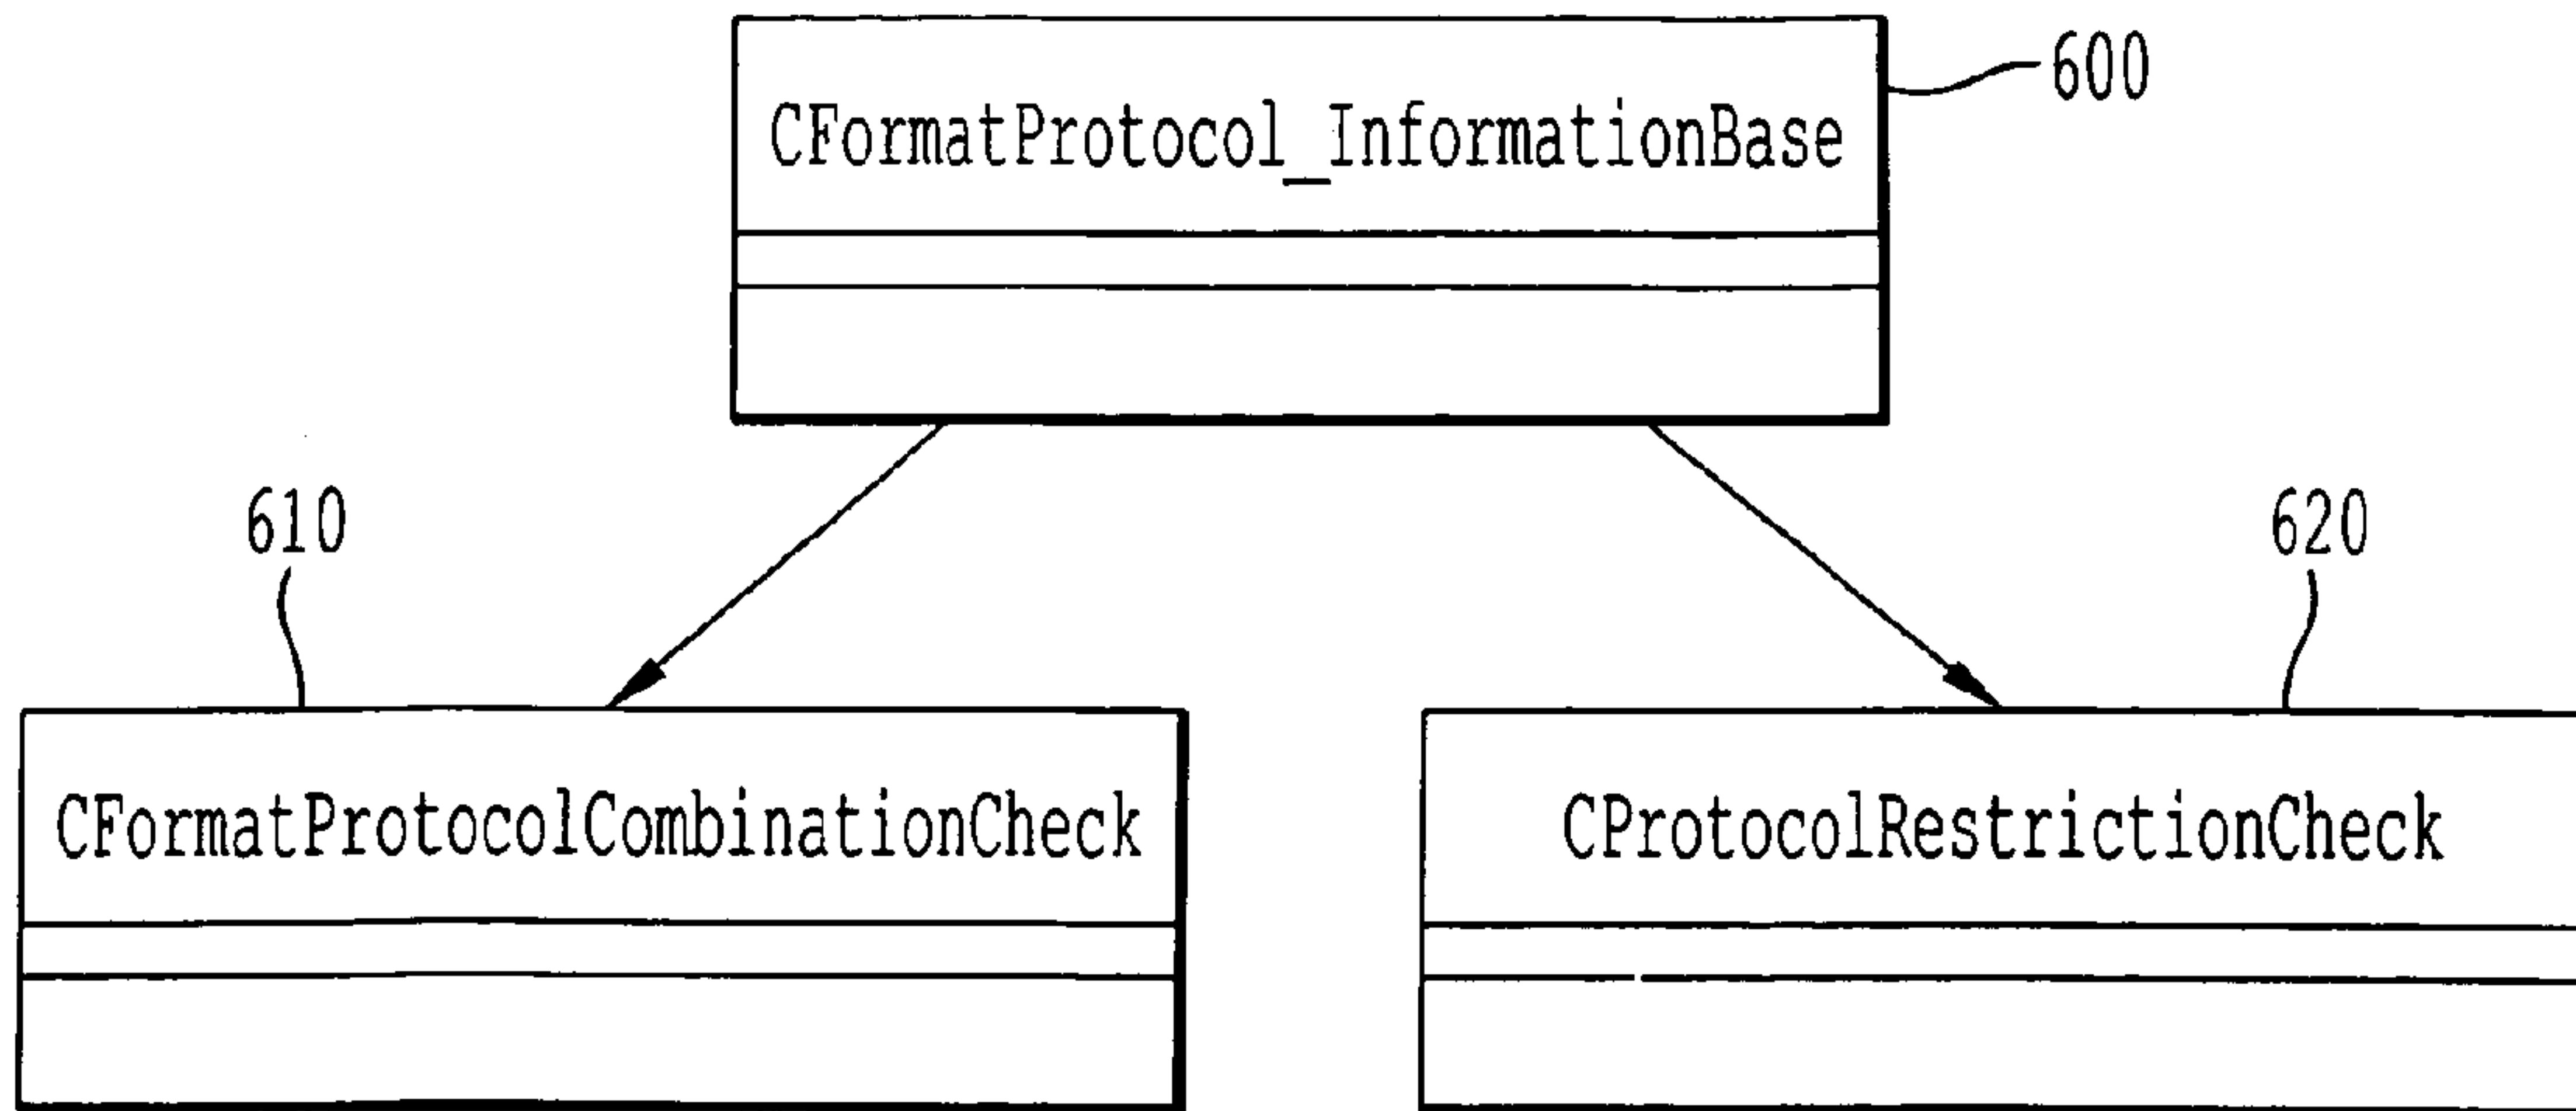 600
CFormatProtocol_InformationBase
610
620
CFormatProtocolCombinationCheck
CProtocolRestrictionCheck